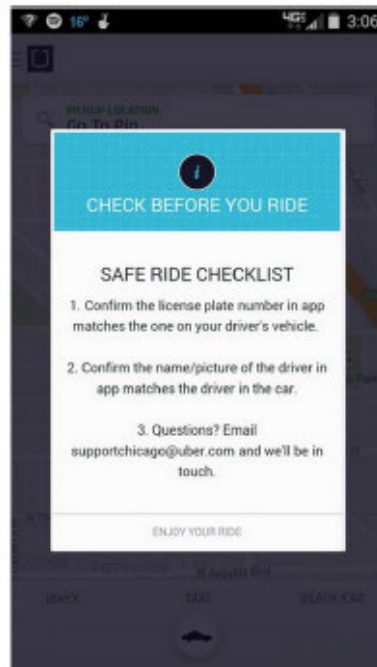 16° 4G 3:06
PICKUP LOCATION
Go To Pin
i
CHECK BEFORE YOU RIDE
SAFE RIDE CHECKLIST
1. Confirm the license plate number in app
matches the one on your driver's vehicle.
2. Confirm the name/picture of the driver in
app matches the driver in the car.
3. Questions? Email
supportchicago@uber.com and we'll be in
touch.
ENJOY YOUR RIDE
uberX TAXI BLACK CAR